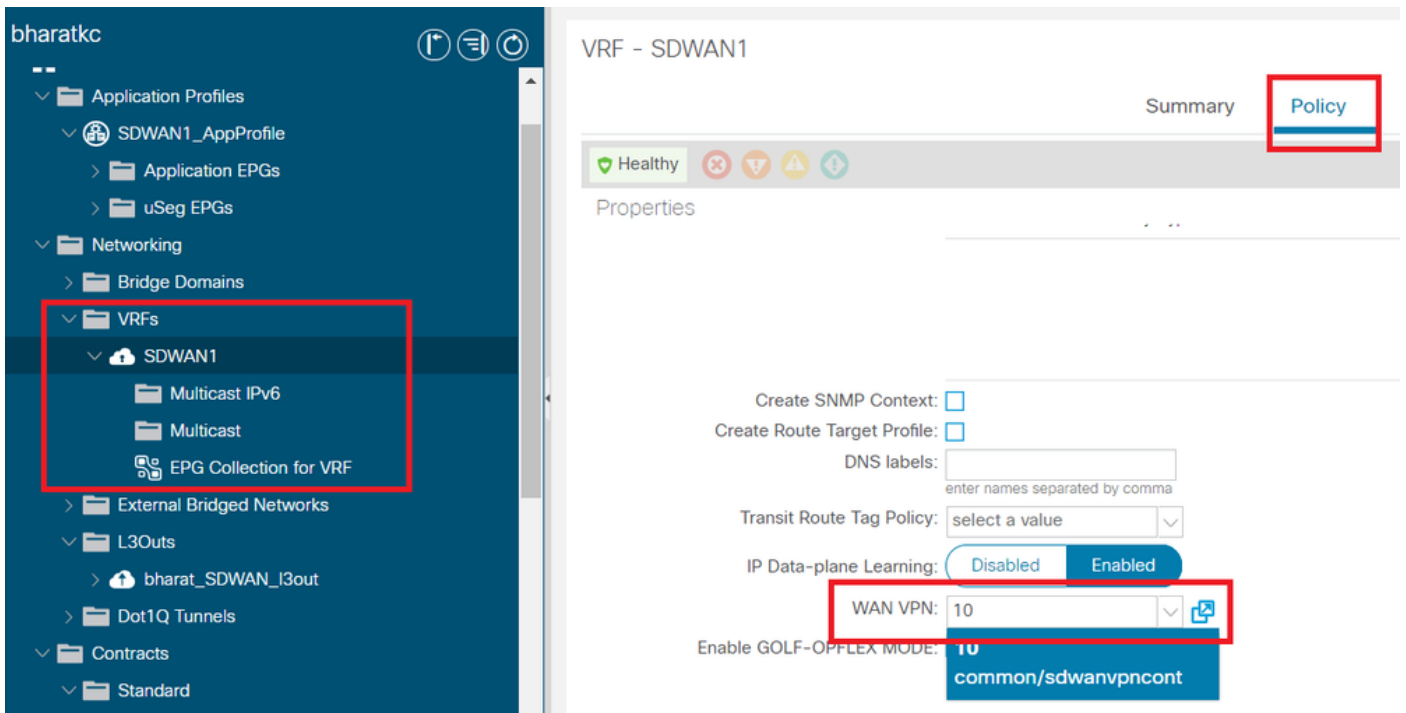 bharatkc
Application Profiles
SDWAN1_AppProfile
Application EPGs
uSeg EPGs
Networking
Bridge Domains
VRFs
SDWAN1
Multicast IPv6
Multicast
EPG Collection for VRF
External Bridged Networks
L3Outs
bharat_SDWAN_l3out
Dot1Q Tunnels
Contracts
Standard
VRF - SDWAN1
Summary Policy
Healthy
Properties
Create SNMP Context:
Create Route Target Profile:
DNS labels:
enter names separated by comma
Transit Route Tag Policy: select a value
IP Data-plane Learning: Disabled Enabled
WAN VPN: 10
Enable GOLF-OPFLEX MODE: 10
common/sdwanvpncont